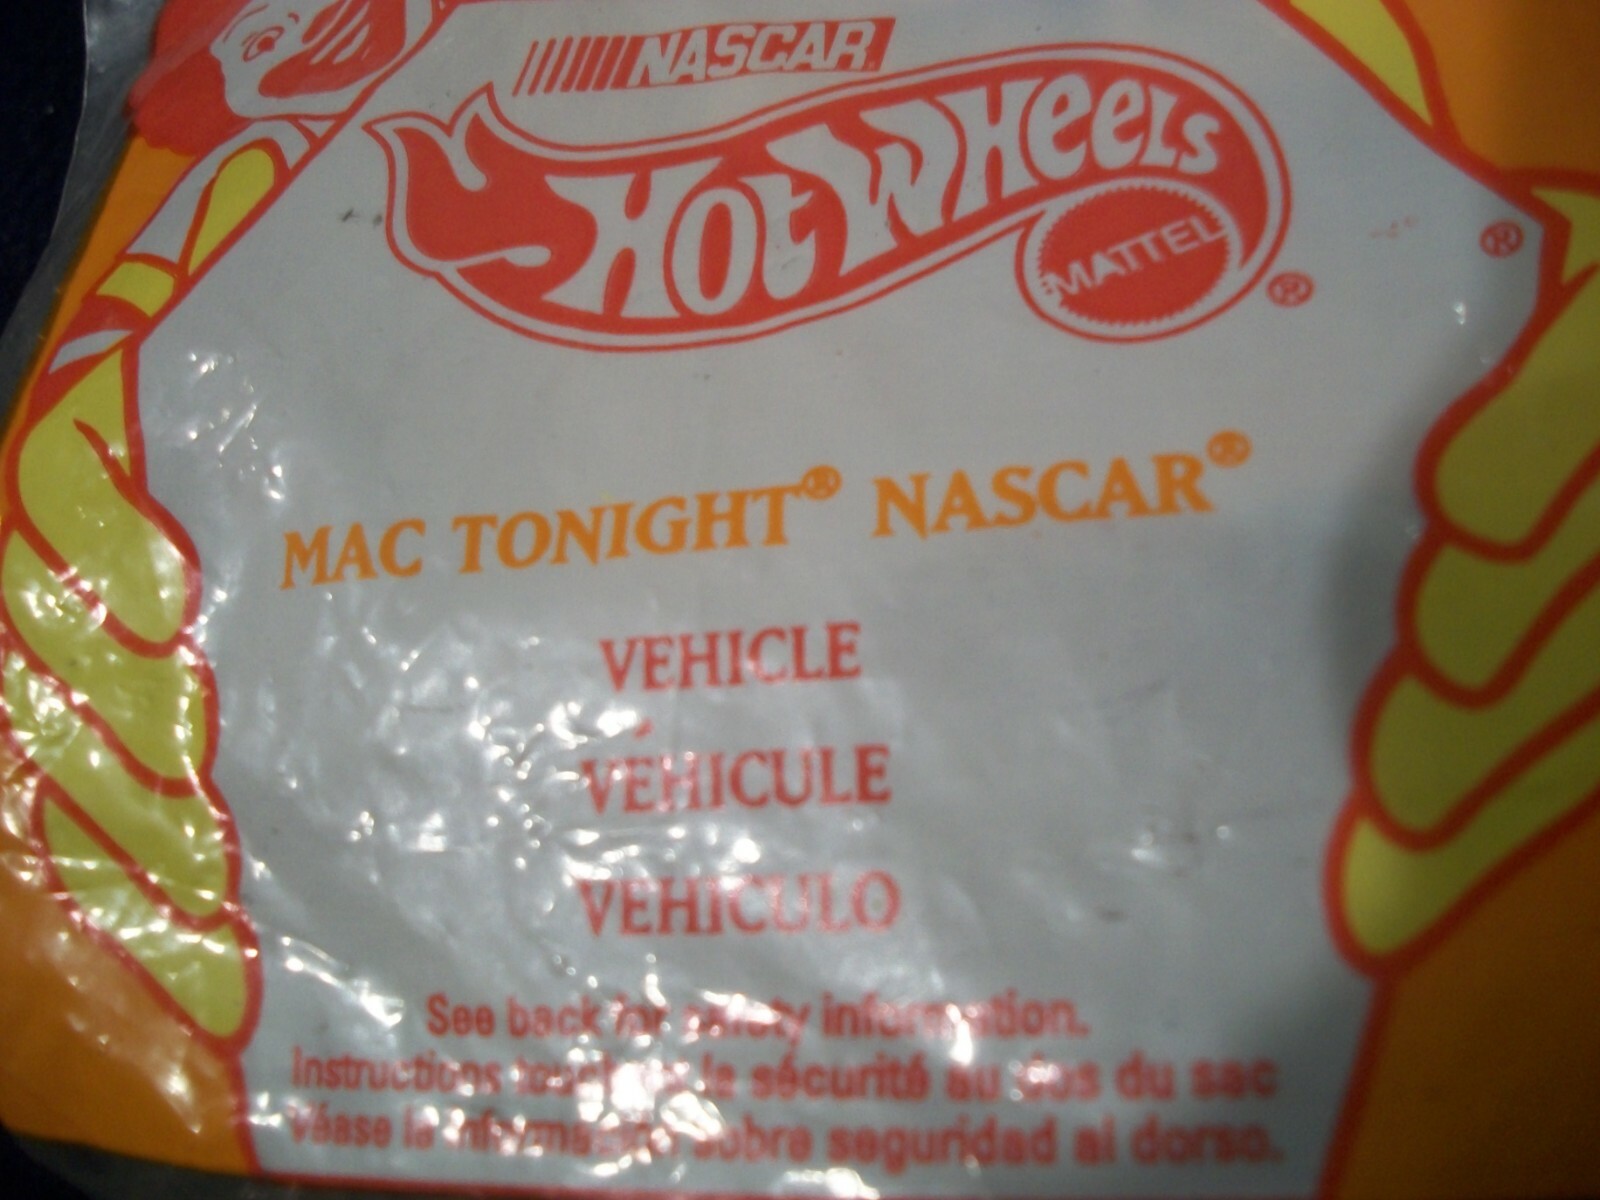 NASCAR
HOT WHEELS
MATTEL ®
®
MAC TONIGHT® NASCAR®
VEHICLE
VÉHICULE
VEHICULO
See back for safety information.
Instructions la sécurité au dos du sac
Véase la información sobre seguridad al dorso.